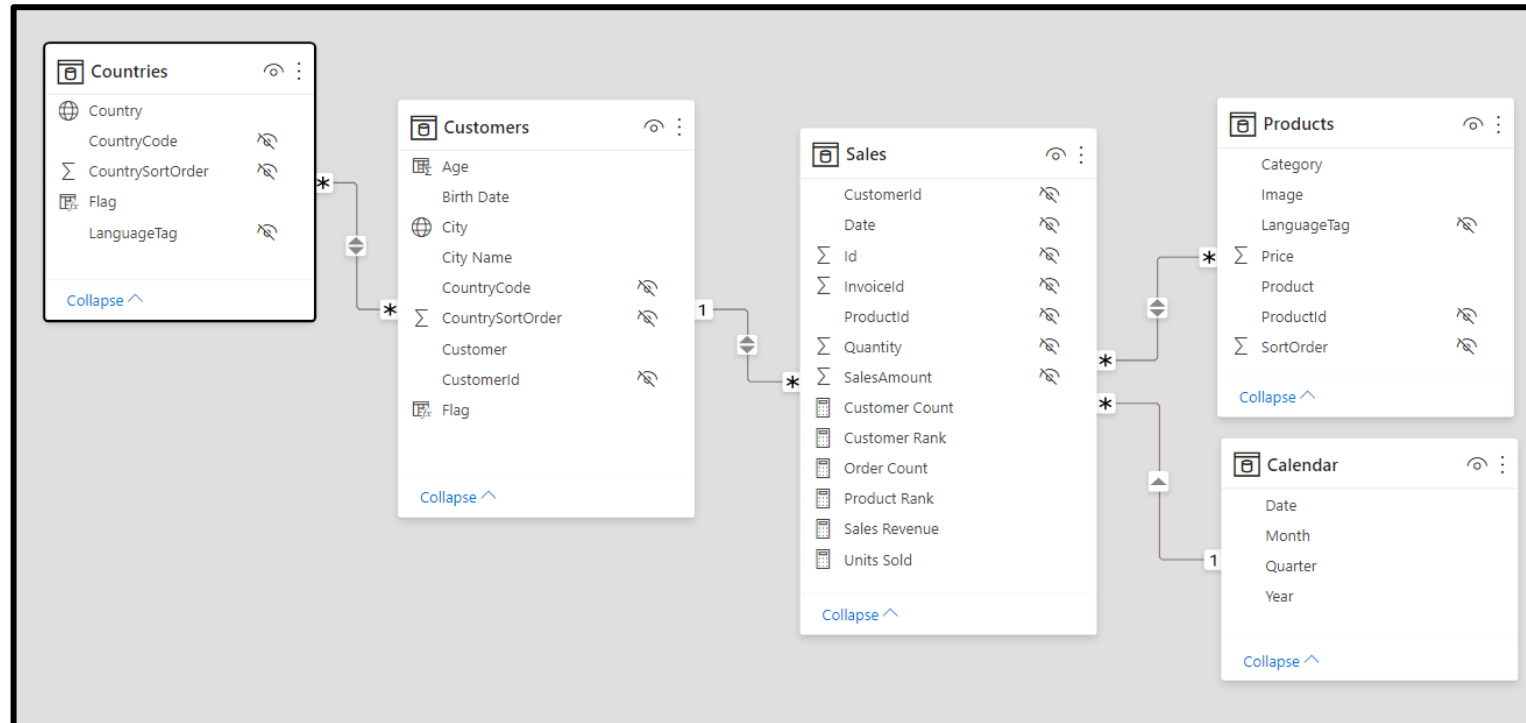 Countries
Country
CountryCode
CountrySortOrder
Flag
LanguageTag
Collapse
*
*
Customers
Age
Birth Date
City
City Name
CountryCode
CountrySortOrder
Customer
CustomerId
Flag
Collapse
1
*
Sales
CustomerId
Date
Id
InvoiceId
ProductId
Quantity
SalesAmount
Customer Count
Customer Rank
Order Count
Product Rank
Sales Revenue
Units Sold
Collapse
*
*
*
1
Products
Category
Image
LanguageTag
Price
Product
ProductId
SortOrder
Collapse
Calendar
Date
Month
Quarter
Year
Collapse